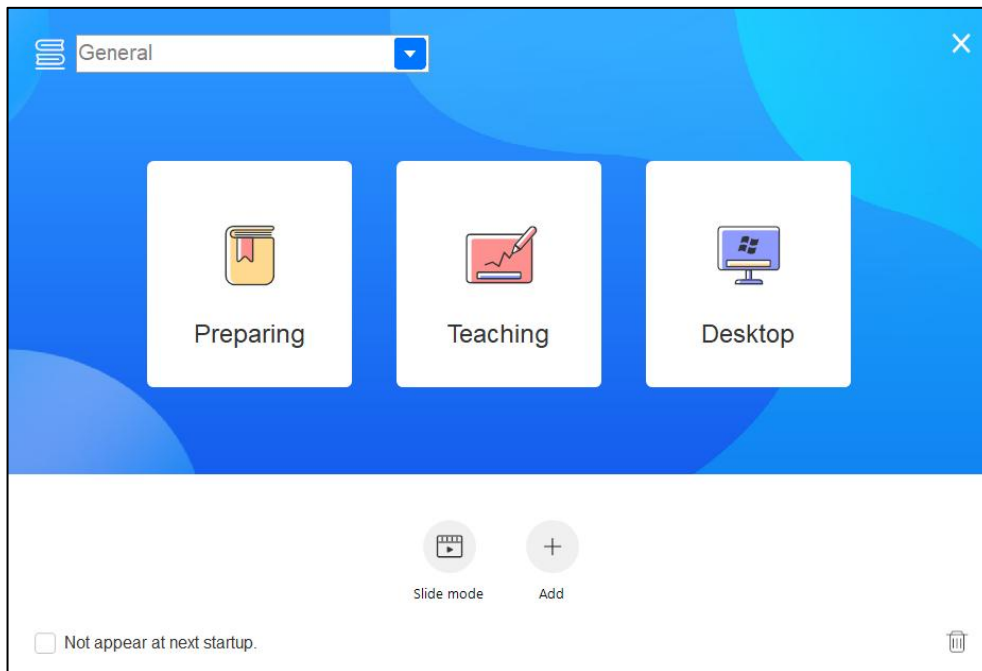 General
Preparing
Teaching
Desktop
Slide mode
Add
Not appear at next startup.